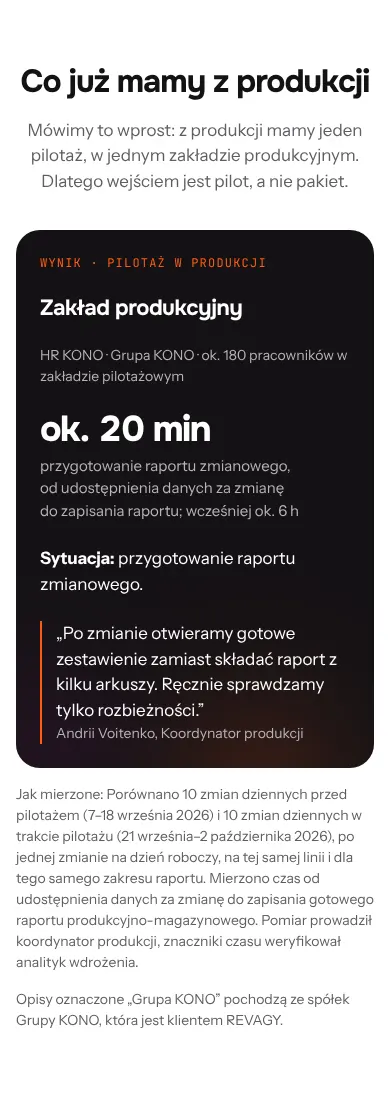 Co już mamy z produkcji
Mówimy to wprost: z produkcji mamy jeden
pilotaż, w jednym zakładzie produkcyjnym.
Dlatego wejściem jest pilot, a nie pakiet.
WYNIK · PILOTAŻ W PRODUKCJI
Zakład produkcyjny
HR KONO · Grupa KONO · ok. 180 pracowników w
zakładzie pilotażowym
ok. 20 min
przygotowanie raportu zmianowego,
od udostępnienia danych za zmianę
do zapisania raportu; wcześniej ok. 6 h
Sytuacja: przygotowanie raportu
zmianowego.
„Po zmianie otwieramy gotowe
zestawienie zamiast składać raport z
kilku arkuszy. Ręcznie sprawdzamy
tylko rozbieżności.”
Andrii Voitenko, Koordynator produkcji
Jak mierzone: Porównano 10 zmian dziennych przed
pilotażem (7–18 września 2026) i 10 zmian dziennych w
trakcie pilotażu (21 września–2 października 2026), po
jednej zmianie na dzień roboczy, na tej samej linii i dla
tego samego zakresu raportu. Mierzono czas od
udostępnienia danych za zmianę do zapisania gotowego
raportu produkcyjno-magazynowego. Pomiar prowadził
koordynator produkcji, znaczniki czasu weryfikował
analityk wdrożenia.
Opisy oznaczone „Grupa KONO” pochodzą ze spółek
Grupy KONO, która jest klientem REVAGY.